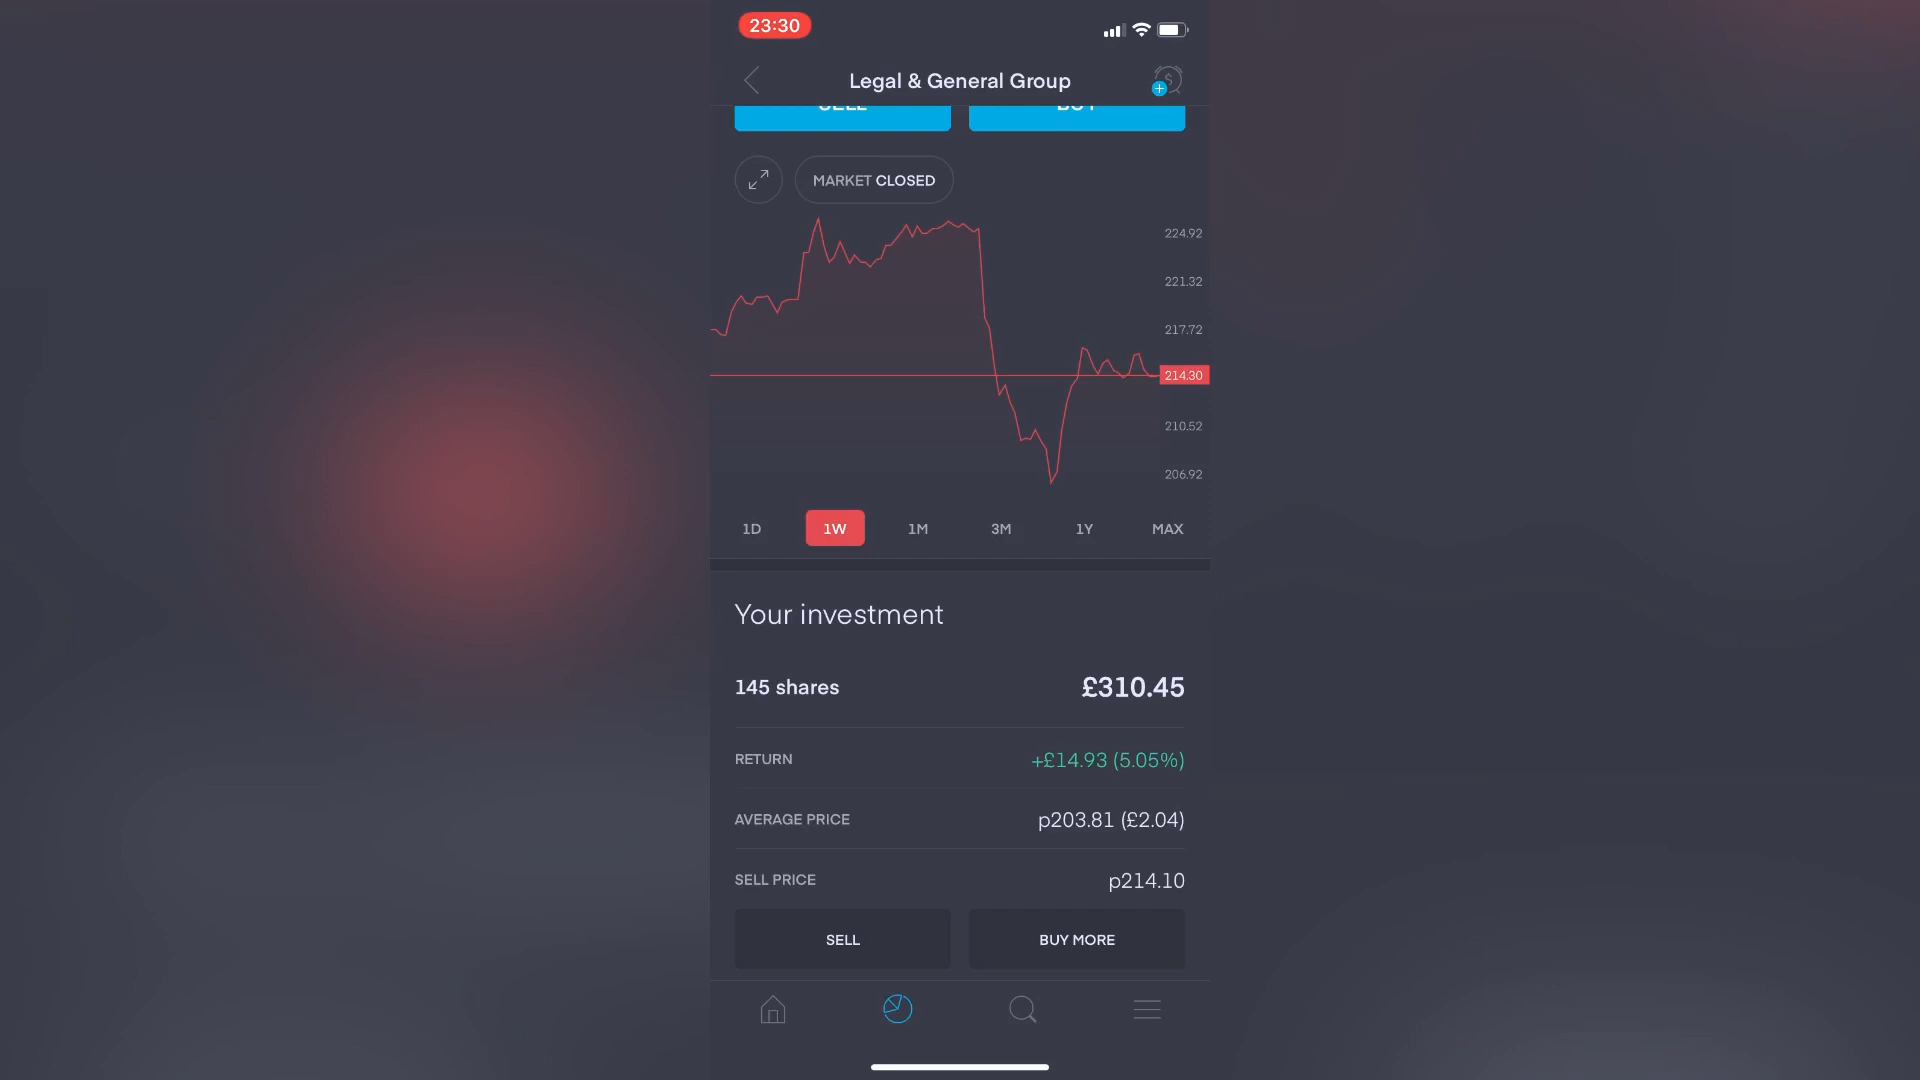 23:30
Legal & General Group
SELL BUY
MARKET CLOSED
224.92
221.32
217.72
214.30
210.52
206.92
1D 1W 1M 3M 1Y MAX
Your investment
145 shares £310.45
RETURN +£14.93 (5.05%)
AVERAGE PRICE p203.81 (£2.04)
SELL PRICE p214.10
SELL BUY MORE